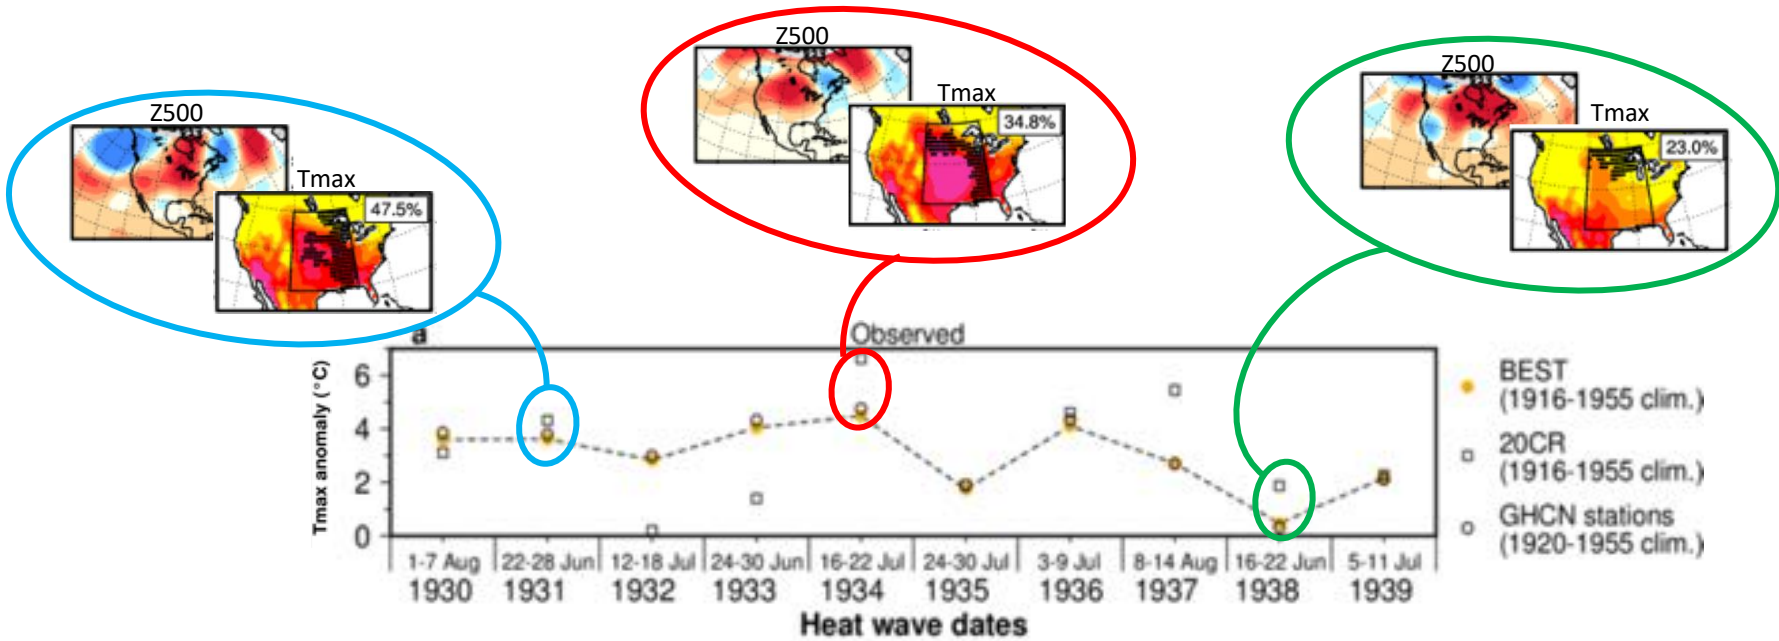 Z500
Tmax
47.5%
Z500
Tmax
34.8%
Z500
Tmax
23.0%
a
Observed
Tmax anomaly (°C)
6
4
2
0
1-7 Aug
22-28 Jun
12-18 Jul
24-30 Jun
16-22 Jul
24-30 Jul
3-9 Jul
8-14 Aug
16-22 Jun
5-11 Jul
1930
1931
1932
1933
1934
1935
1936
1937
1938
1939
Heat wave dates
BEST
(1916-1955 clim.)
20CR
(1916-1955 clim.)
GHCN stations
(1920-1955 clim.)